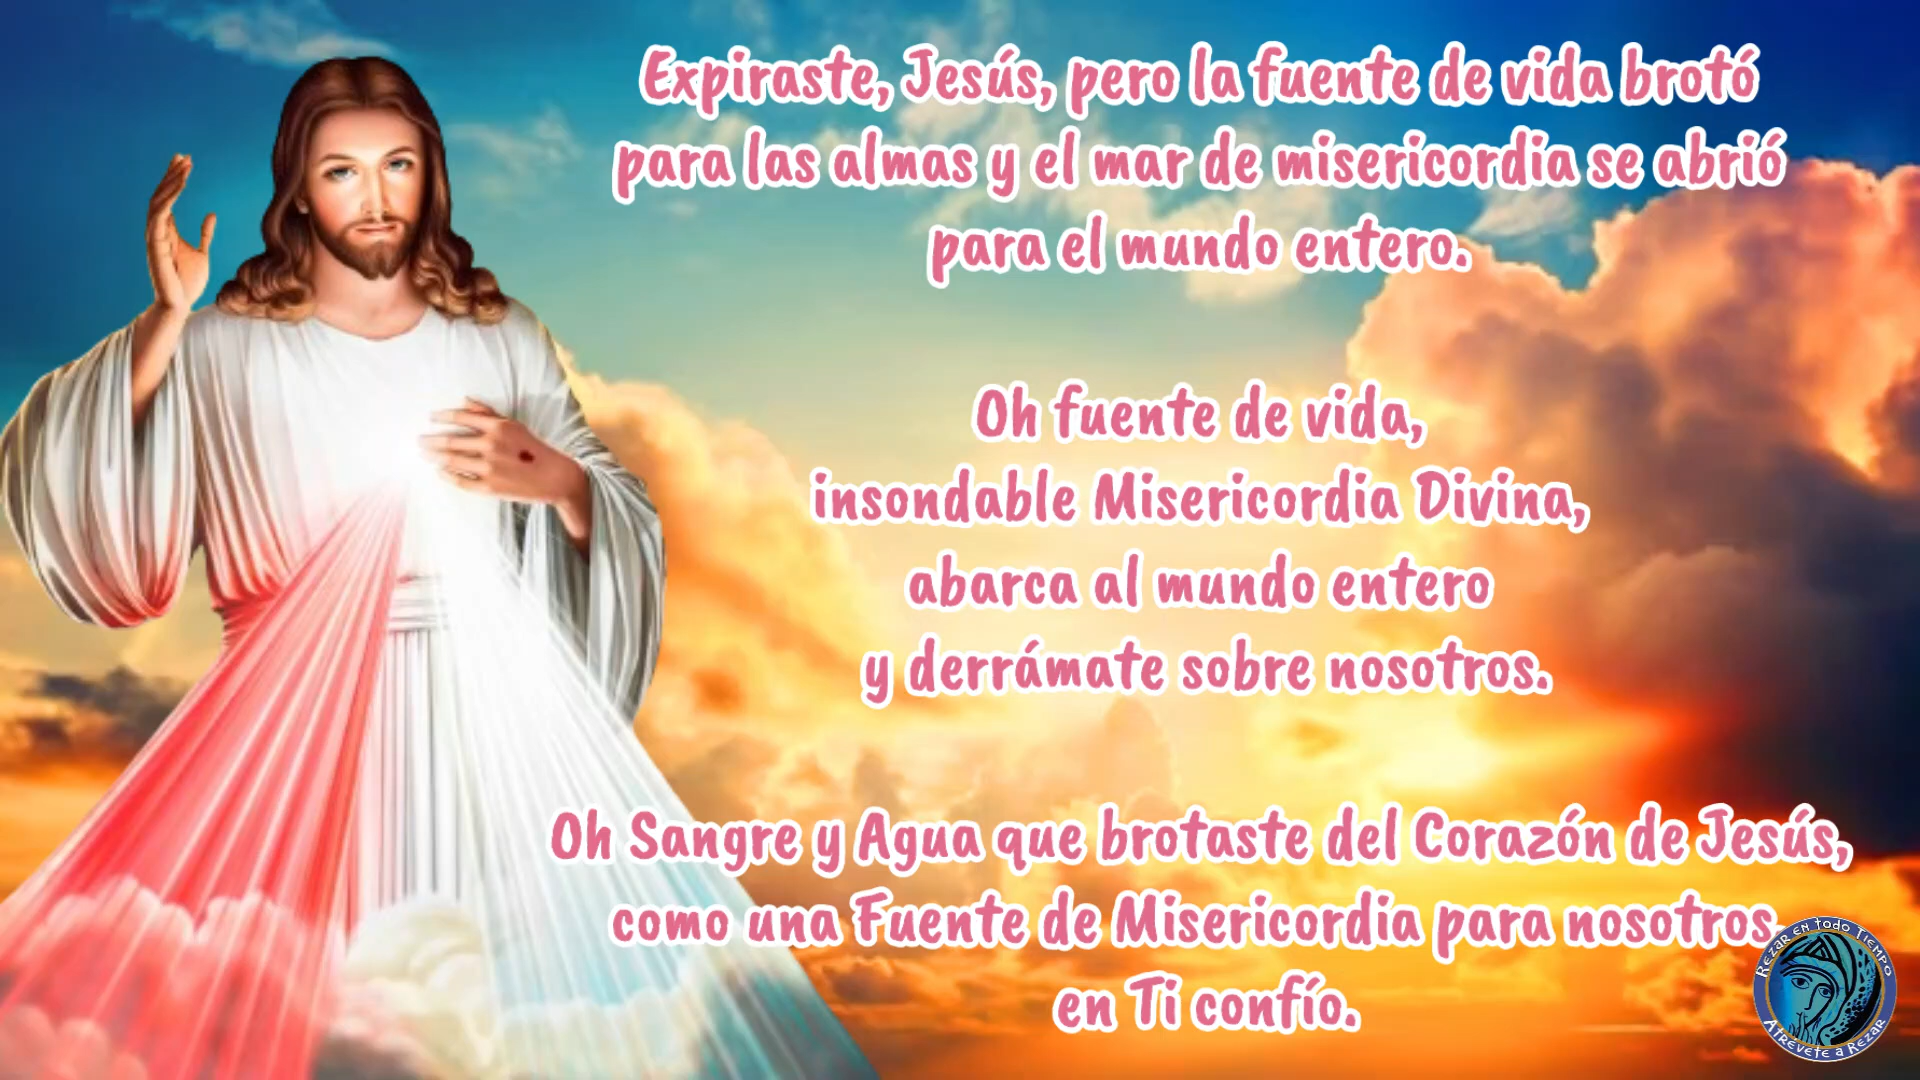 Expiraste, Jesús, pero la fuente de vida brotó
para las almas y el mar de misericordia se abrió
para el mundo entero.
Oh fuente de vida,
insondable Misericordia Divina,
abarca al mundo entero
y derrámate sobre nosotros.
Oh Sangre y Agua que brotaste del Corazón de Jesús,
como una Fuente de Misericordia para nosotros,
en Ti confío.
Rezar en Todo Tiempo
Atrévete a Rezar